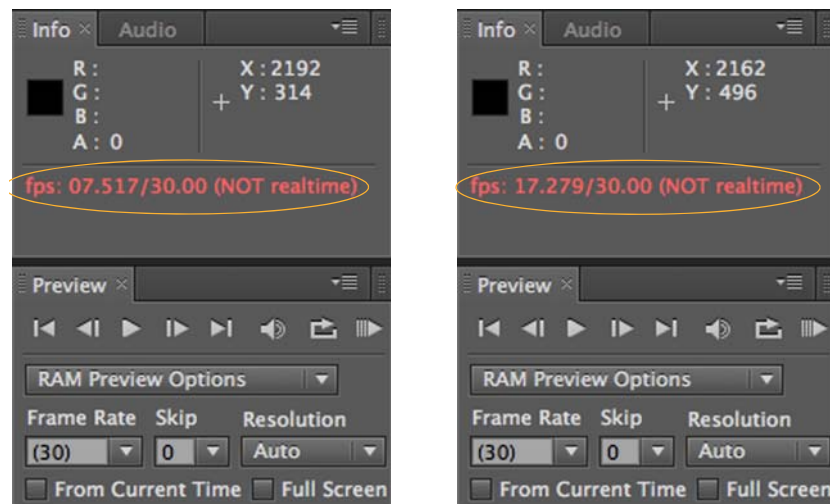 Info × Audio
R :
G :
B :
A : 0
X : 2192
Y : 314
fps: 07.517/30.00 (NOT realtime)
Preview ×
RAM Preview Options
Frame Rate Skip Resolution
(30) 0 Auto
From Current Time Full Screen
Info × Audio
R :
G :
B :
A : 0
X : 2162
Y : 496
fps: 17.279/30.00 (NOT realtime)
Preview ×
RAM Preview Options
Frame Rate Skip Resolution
(30) 0 Auto
From Current Time Full Screen